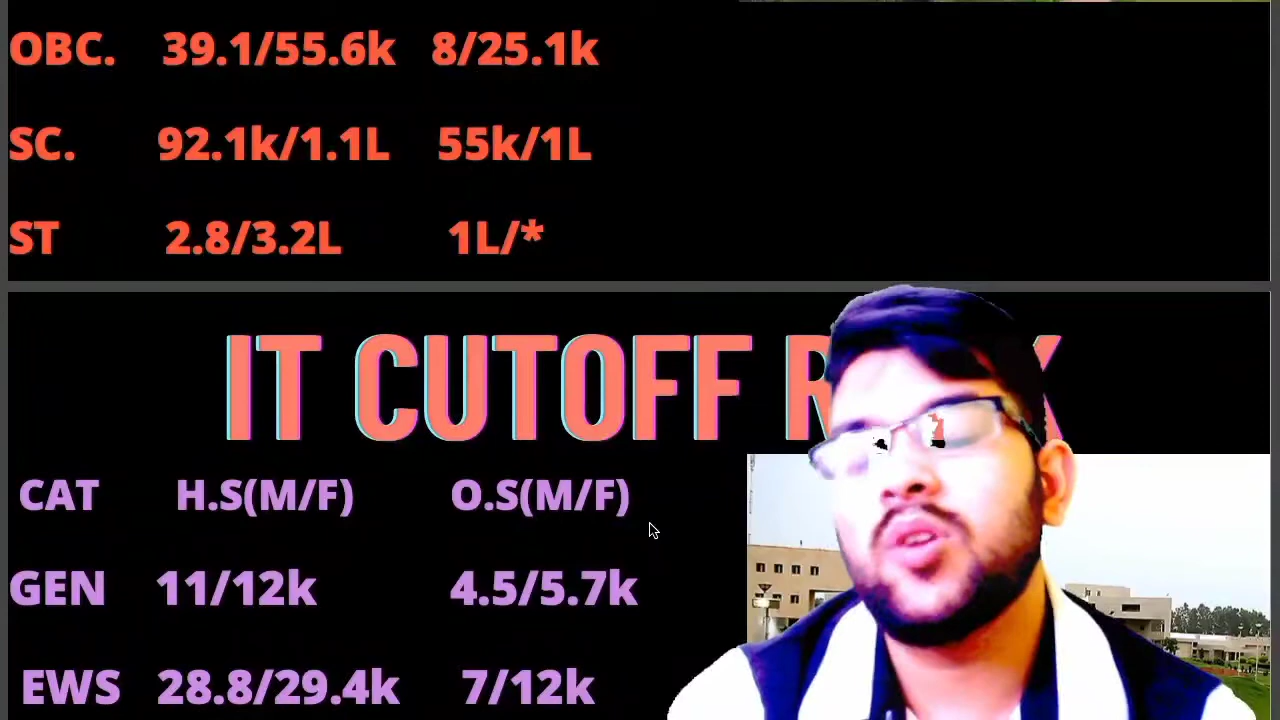 OBC. 39.1/55.6k 8/25.1k
SC. 92.1k/1.1L 55k/1L
ST 2.8/3.2L 1L/*
IT CUTOFF
CAT H.S(M/F) O.S(M/F)
GEN 11/12k 4.5/5.7k
EWS 28.8/29.4k 7/12k